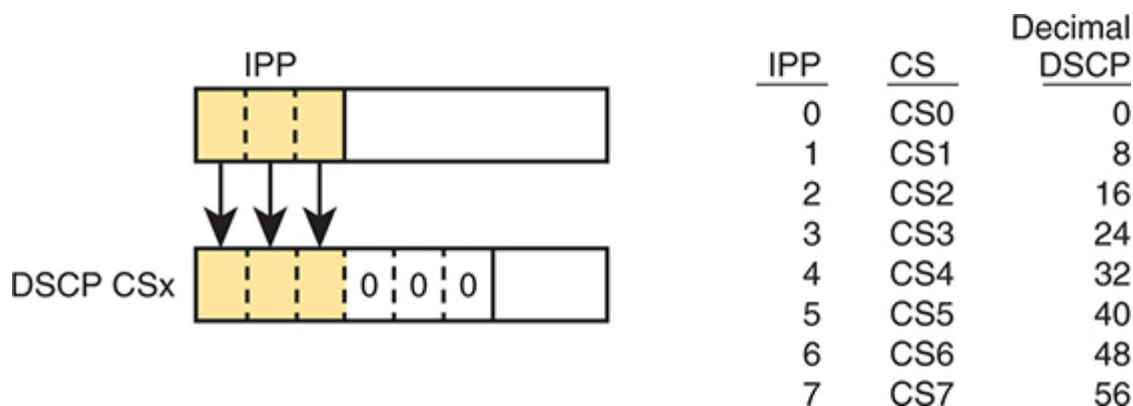 IPP
DSCP CSx 0 0 0
Decimal
IPP CS DSCP
0 CS0 0
1 CS1 8
2 CS2 16
3 CS3 24
4 CS4 32
5 CS5 40
6 CS6 48
7 CS7 56